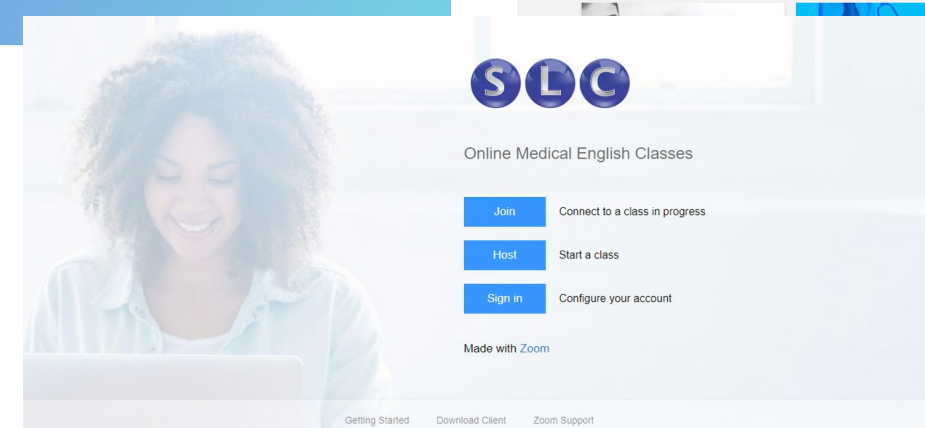 SLC
Online Medical English Classes
Join Connect to a class in progress
Host Start a class
Sign in Configure your account
Made with Zoom
Getting Started Download Client Zoom Support